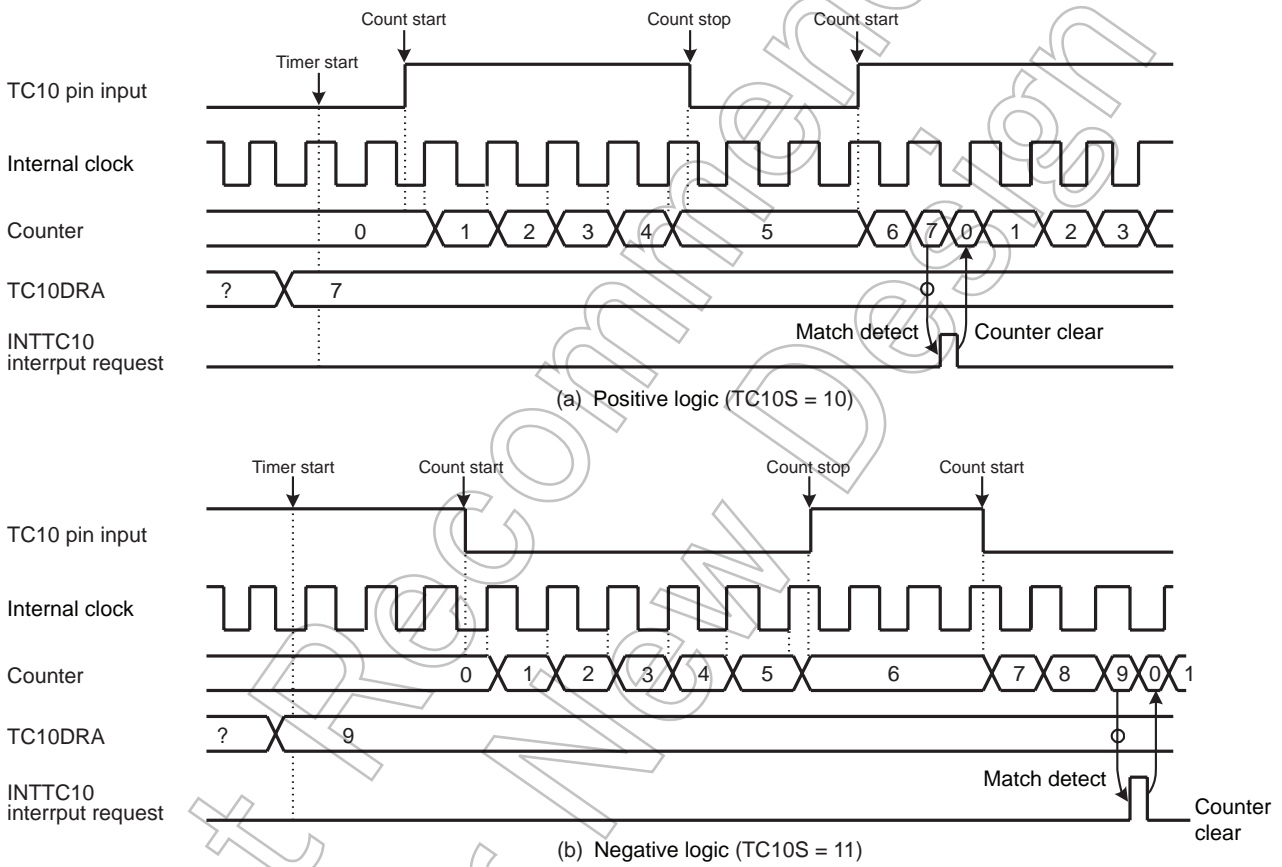 Count start Count stop Count start
Timer start
TC10 pin input
Internal clock
Counter 0 1 2 3 4 5 6 7 0 1 2 3
TC10DRA ? 7
Match detect Counter clear
INTTC10
interrput request
(a) Positive logic (TC10S = 10)
Timer start Count start Count stop Count start
TC10 pin input
Internal clock
Counter 0 1 2 3 4 5 6 7 8 9 0 1
TC10DRA ? 9
Match detect
INTTC10
interrput request
Counter
clear
(b) Negative logic (TC10S = 11)
t Recommen
New Design